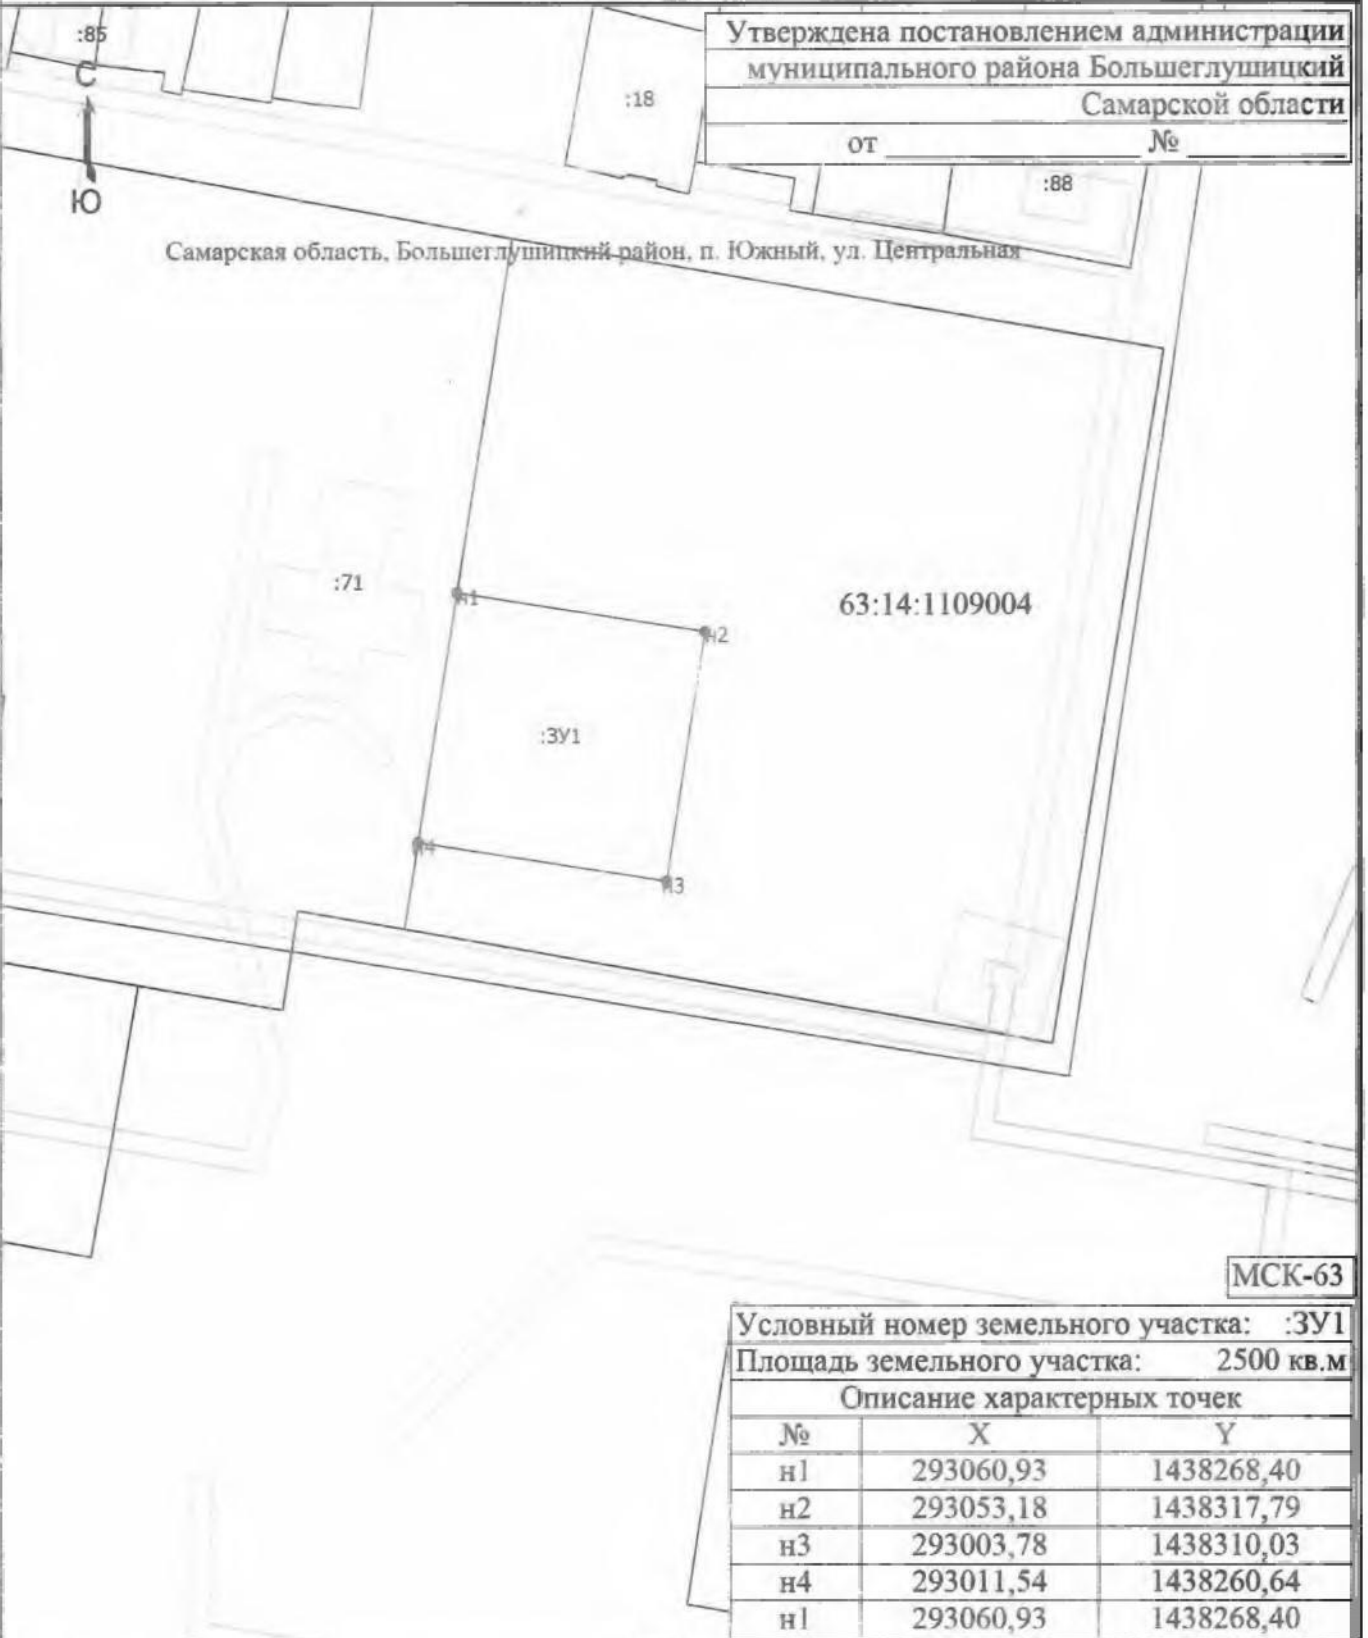 :85
С
Ю
:18
Утверждена постановлением администрации
муниципального района Большеглушицкий
Самарской области
от ____________ № ____________
:88
Самарская область, Большеглушицкий район, п. Южный, ул. Центральная
:71
н1
63:14:1109004
н2
:ЗУ1
н4
н3
МСК-63
Условный номер земельного участка: :ЗУ1
Площадь земельного участка: 2500 кв.м
Описание характерных точек
№ X Y
н1 293060,93 1438268,40
н2 293053,18 1438317,79
н3 293003,78 1438310,03
н4 293011,54 1438260,64
н1 293060,93 1438268,40